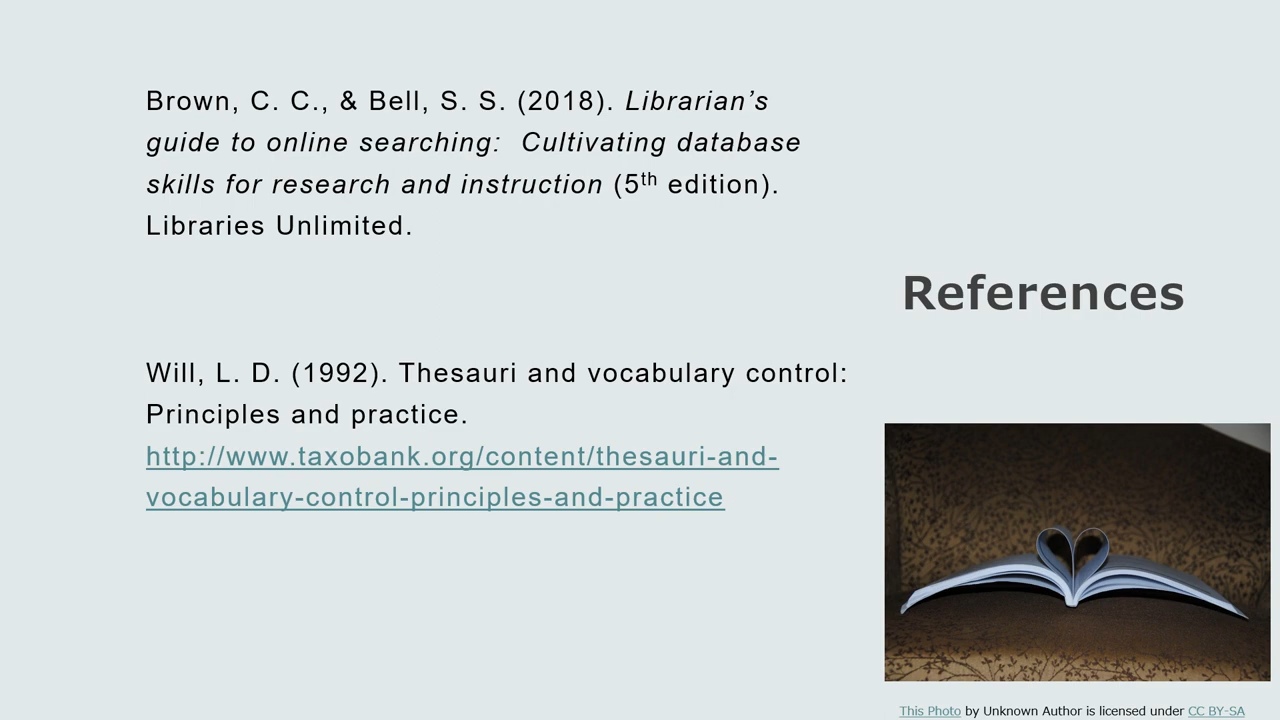 Brown, C. C., & Bell, S. S. (2018). Librarian’s
guide to online searching:  Cultivating database
skills for research and instruction (5th edition).
Libraries Unlimited.
References
Will, L. D. (1992). Thesauri and vocabulary control:
Principles and practice.
http://www.taxobank.org/content/thesauri-and-
vocabulary-control-principles-and-practice
This Photo by Unknown Author is licensed under CC BY-SA